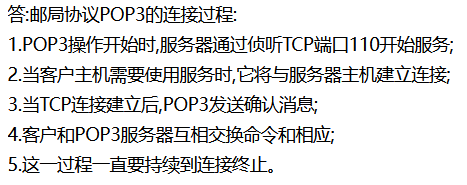 答:邮局协议POP3的连接过程:
1.POP3操作开始时,服务器通过侦听TCP端口110开始服务;
2.当客户主机需要使用服务时,它将与服务器主机建立连接;
3.当TCP连接建立后,POP3发送确认消息;
4.客户和POP3服务器互相交换命令和相应;
5.这一过程一直要持续到连接终止。